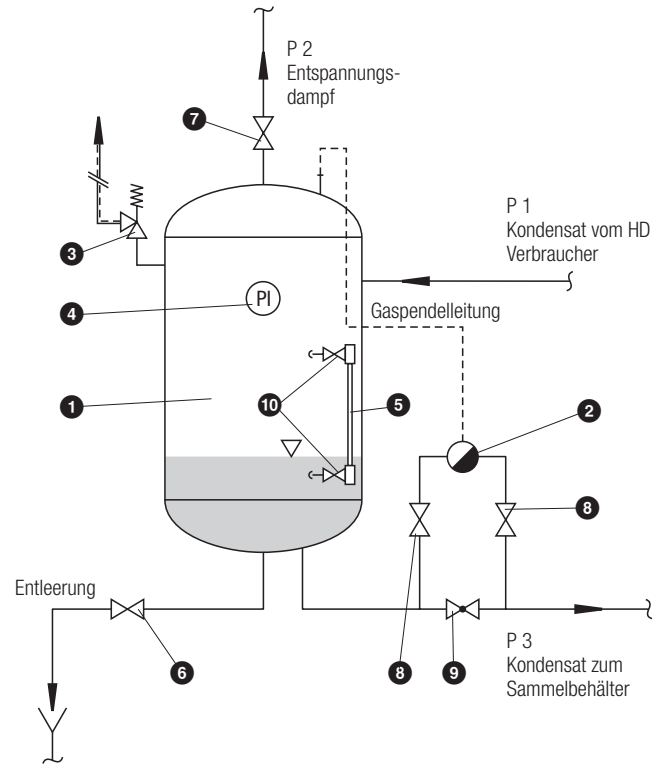 P 2
Entspannungs-
dampf
7
P 1
Kondensat vom HD
Verbraucher
3
4
PI
Gaspendelleitung
1
10
5
2
8
Entleerung
6
8
9
P 3
Kondensat zum
Sammelbehälter